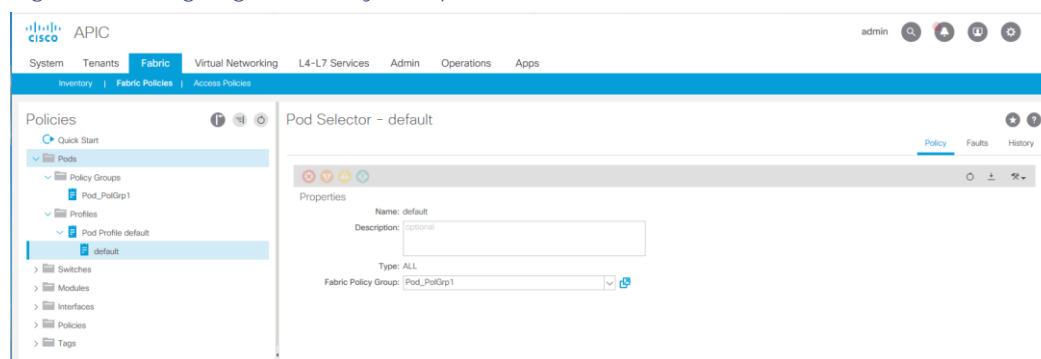 CISCO APIC admin
System Tenants Fabric Virtual Networking L4-L7 Services Admin Operations Apps
Inventory | Fabric Policies | Access Policies
Policies
Quick Start
Pods
Policy Groups
Pod_PolGrp1
Profiles
Pod Profile default
default
Switches
Modules
Interfaces
Policies
Tags
Pod Selector - default
Policy Faults History
Properties
Name: default
Description: optional
Type: ALL
Fabric Policy Group: Pod_PolGrp1